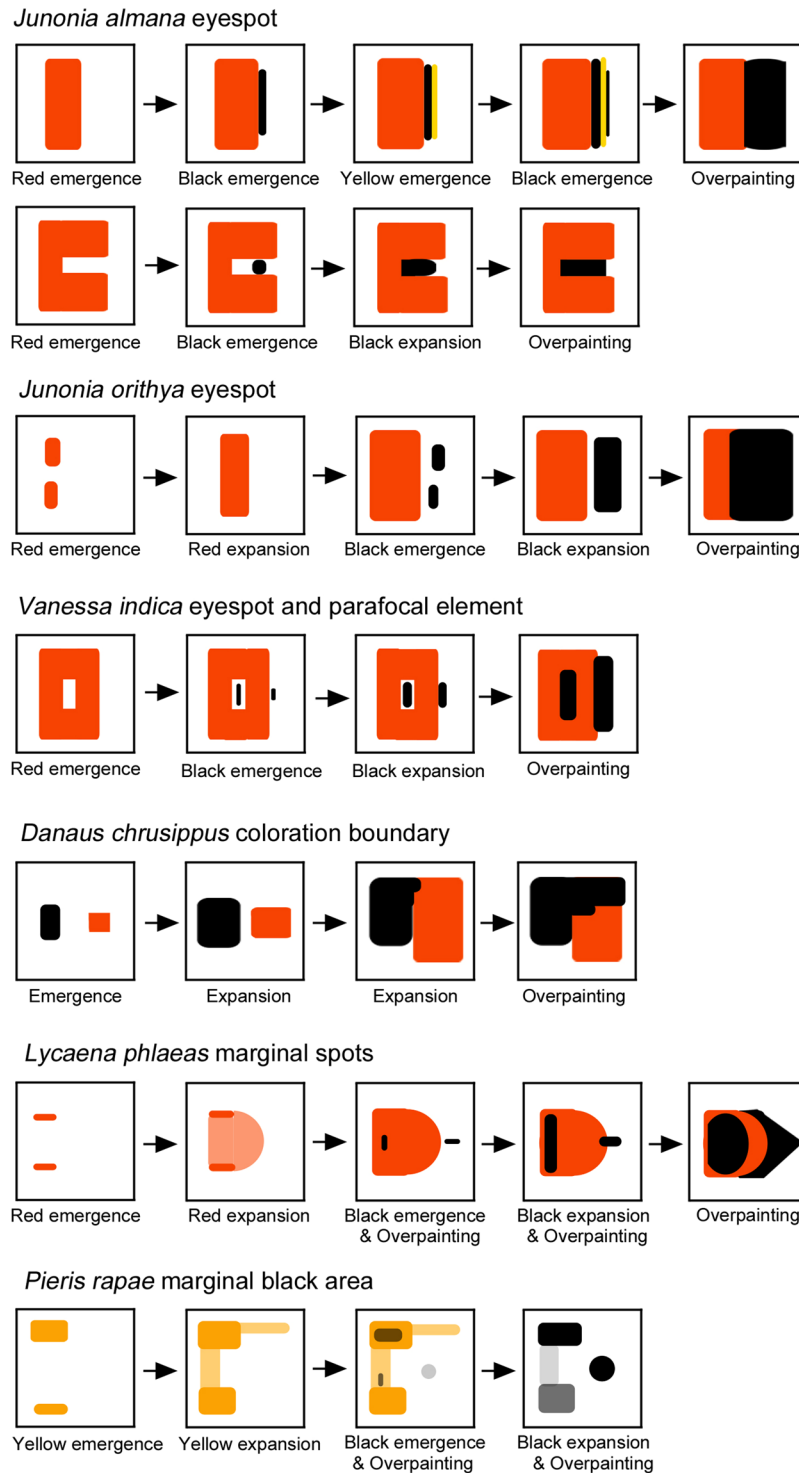 Junonia almana eyespot
Red emergence
Black emergence
Yellow emergence
Black emergence
Overpainting
Red emergence
Black emergence
Black expansion
Overpainting
Junonia orithya eyespot
Red emergence
Red expansion
Black emergence
Black expansion
Overpainting
Vanessa indica eyespot and parafocal element
Red emergence
Black emergence
Black expansion
Overpainting
Danaus chrusippus coloration boundary
Emergence
Expansion
Expansion
Overpainting
Lycaena phlaeas marginal spots
Red emergence
Red expansion
Black emergence
& Overpainting
Black expansion
& Overpainting
Overpainting
Pieris rapae marginal black area
Yellow emergence
Yellow expansion
Black emergence
& Overpainting
Black expansion
& Overpainting